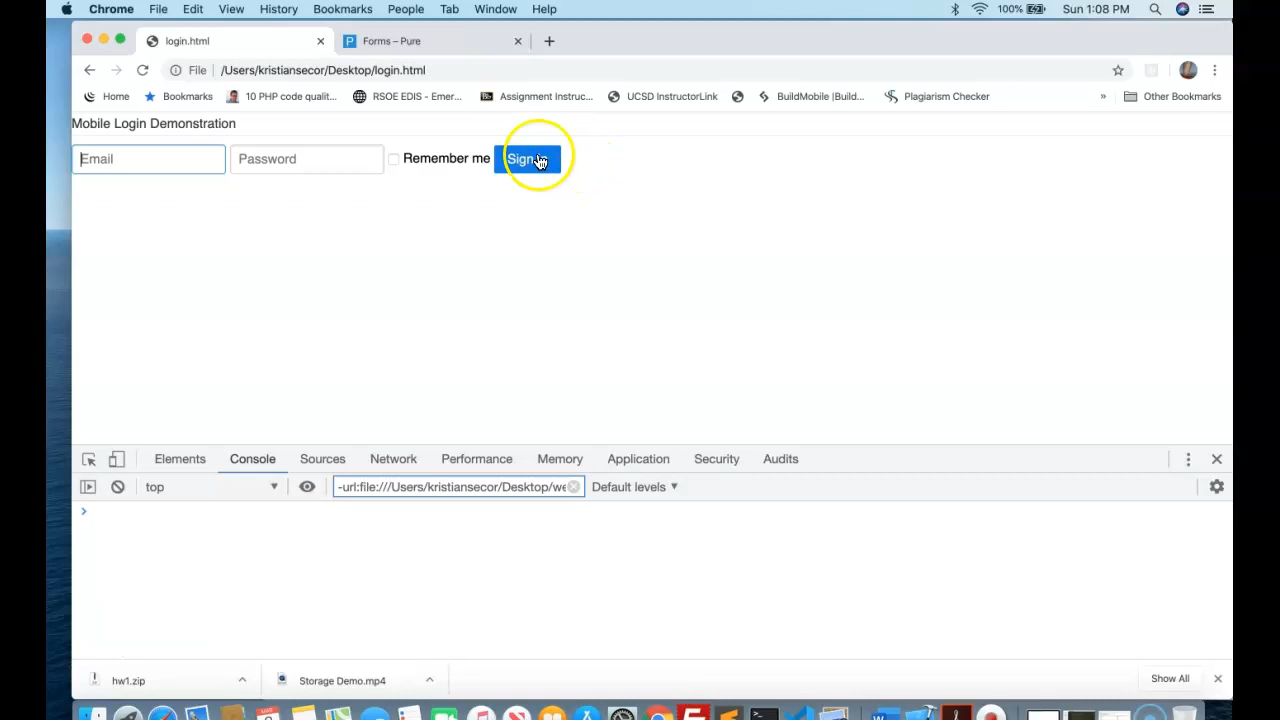 Chrome File Edit View History Bookmarks People Tab Window Help 100% Sun 1:08 PM
login.html Forms – Pure
File /Users/kristiansecor/Desktop/login.html
Home Bookmarks 10 PHP code qualit... RSOE EDIS - Emer... Assignment Instruc... UCSD InstructorLink BuildMobile |Build... Plagiarism Checker » Other Bookmarks
Mobile Login Demonstration
Email Password Remember me Sign
Elements Console Sources Network Performance Memory Application Security Audits
top -url:file:///Users/kristiansecor/Desktop/we Default levels
hw1.zip Storage Demo.mp4 Show All